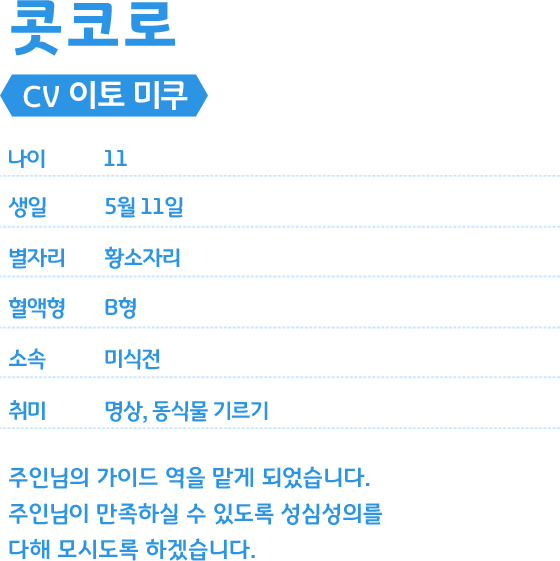 콧코로
CV 이토 미쿠
나이 11
생일 5월 11일
별자리 황소자리
혈액형 B형
소속 미식전
취미 명상, 동식물 기르기
주인님의 가이드 역을 맡게 되었습니다.
주인님이 만족하실 수 있도록 성심성의를
다해 모시도록 하겠습니다.